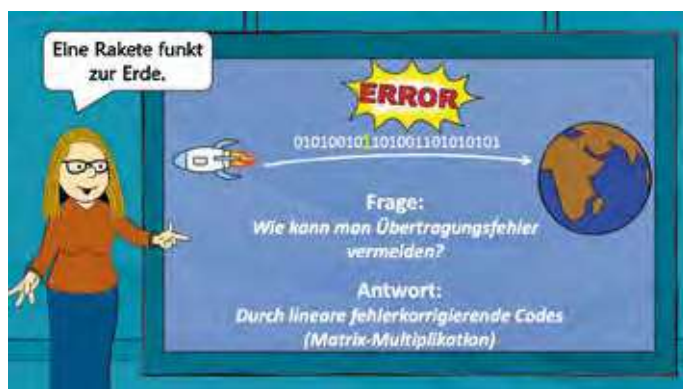 Eine Rakete funkt
zur Erde.
ERROR
010100101101001101010101
Frage:
Wie kann man Übertragungsfehler
vermeiden?
Antwort:
Durch lineare fehlerkorrigierende Codes
(Matrix-Multiplikation)